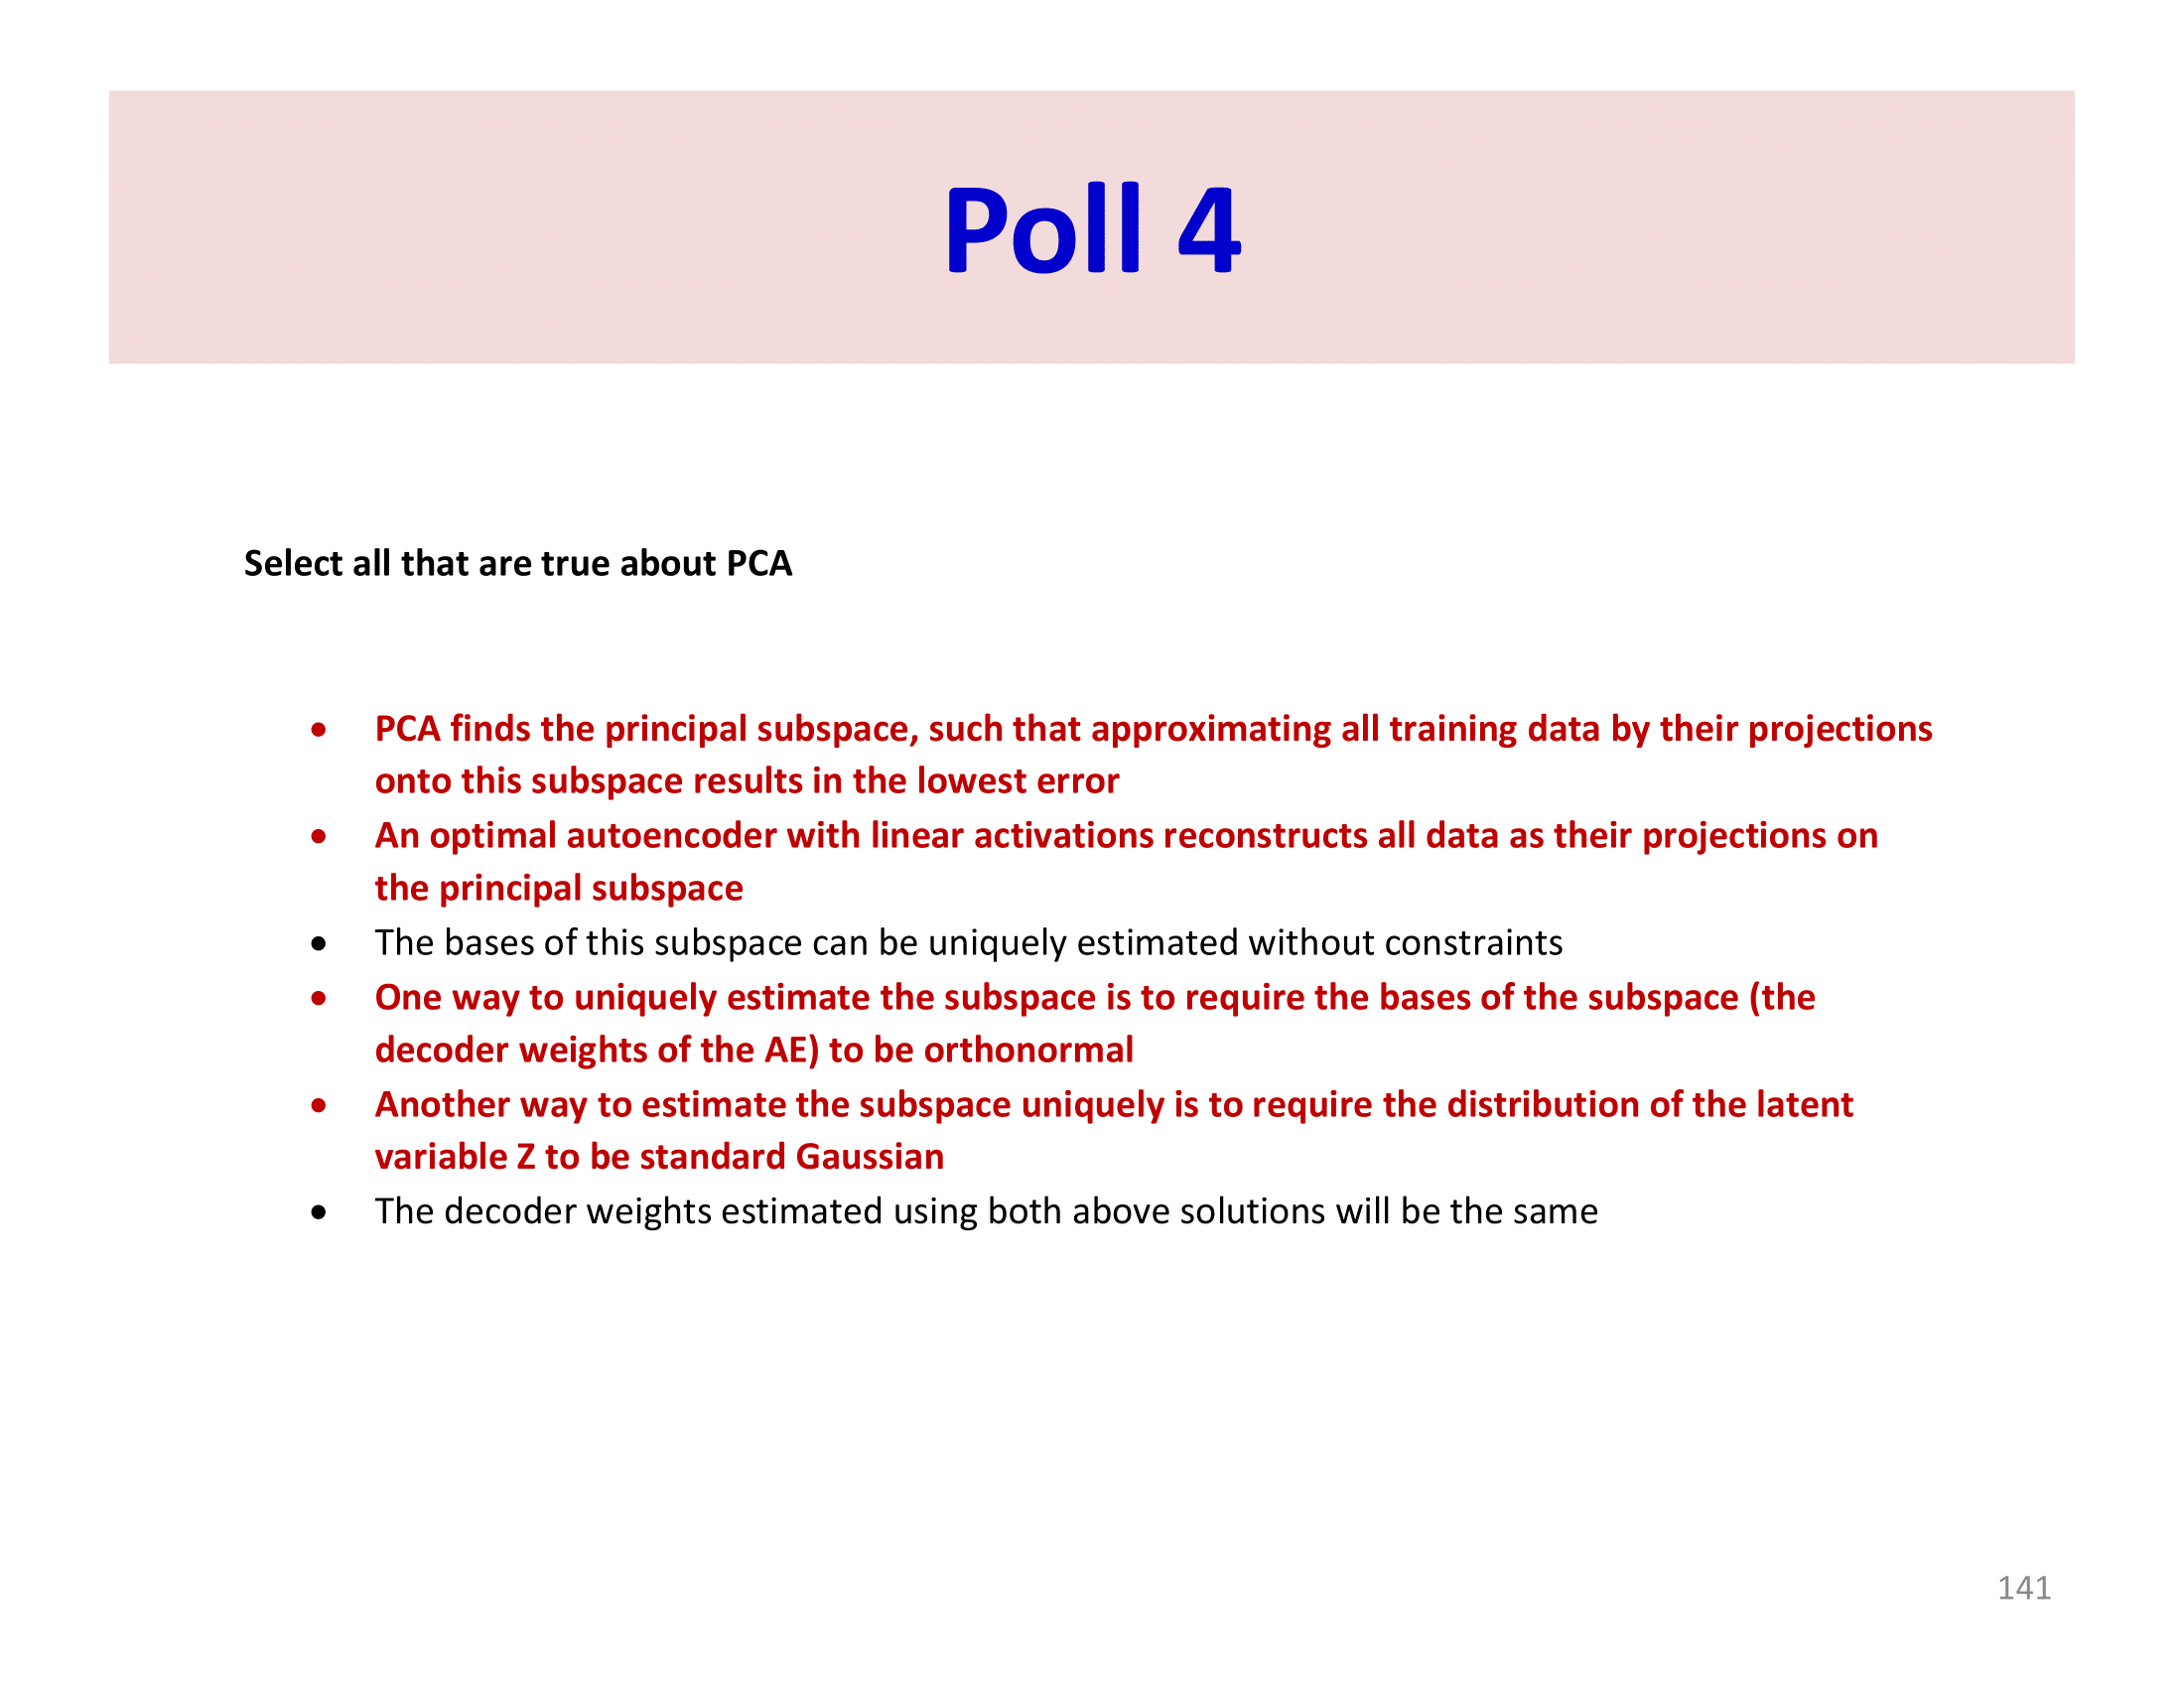 Poll 4
Select all that are true about PCA
• PCA finds the principal subspace, such that approximating all training data by their projections
onto this subspace results in the lowest error
• An optimal autoencoder with linear activations reconstructs all data as their projections on
the principal subspace
• The bases of this subspace can be uniquely estimated without constraints
• One way to uniquely estimate the subspace is to require the bases of the subspace (the
decoder weights of the AE) to be orthonormal
• Another way to estimate the subspace uniquely is to require the distribution of the latent
variable Z to be standard Gaussian
• The decoder weights estimated using both above solutions will be the same
141